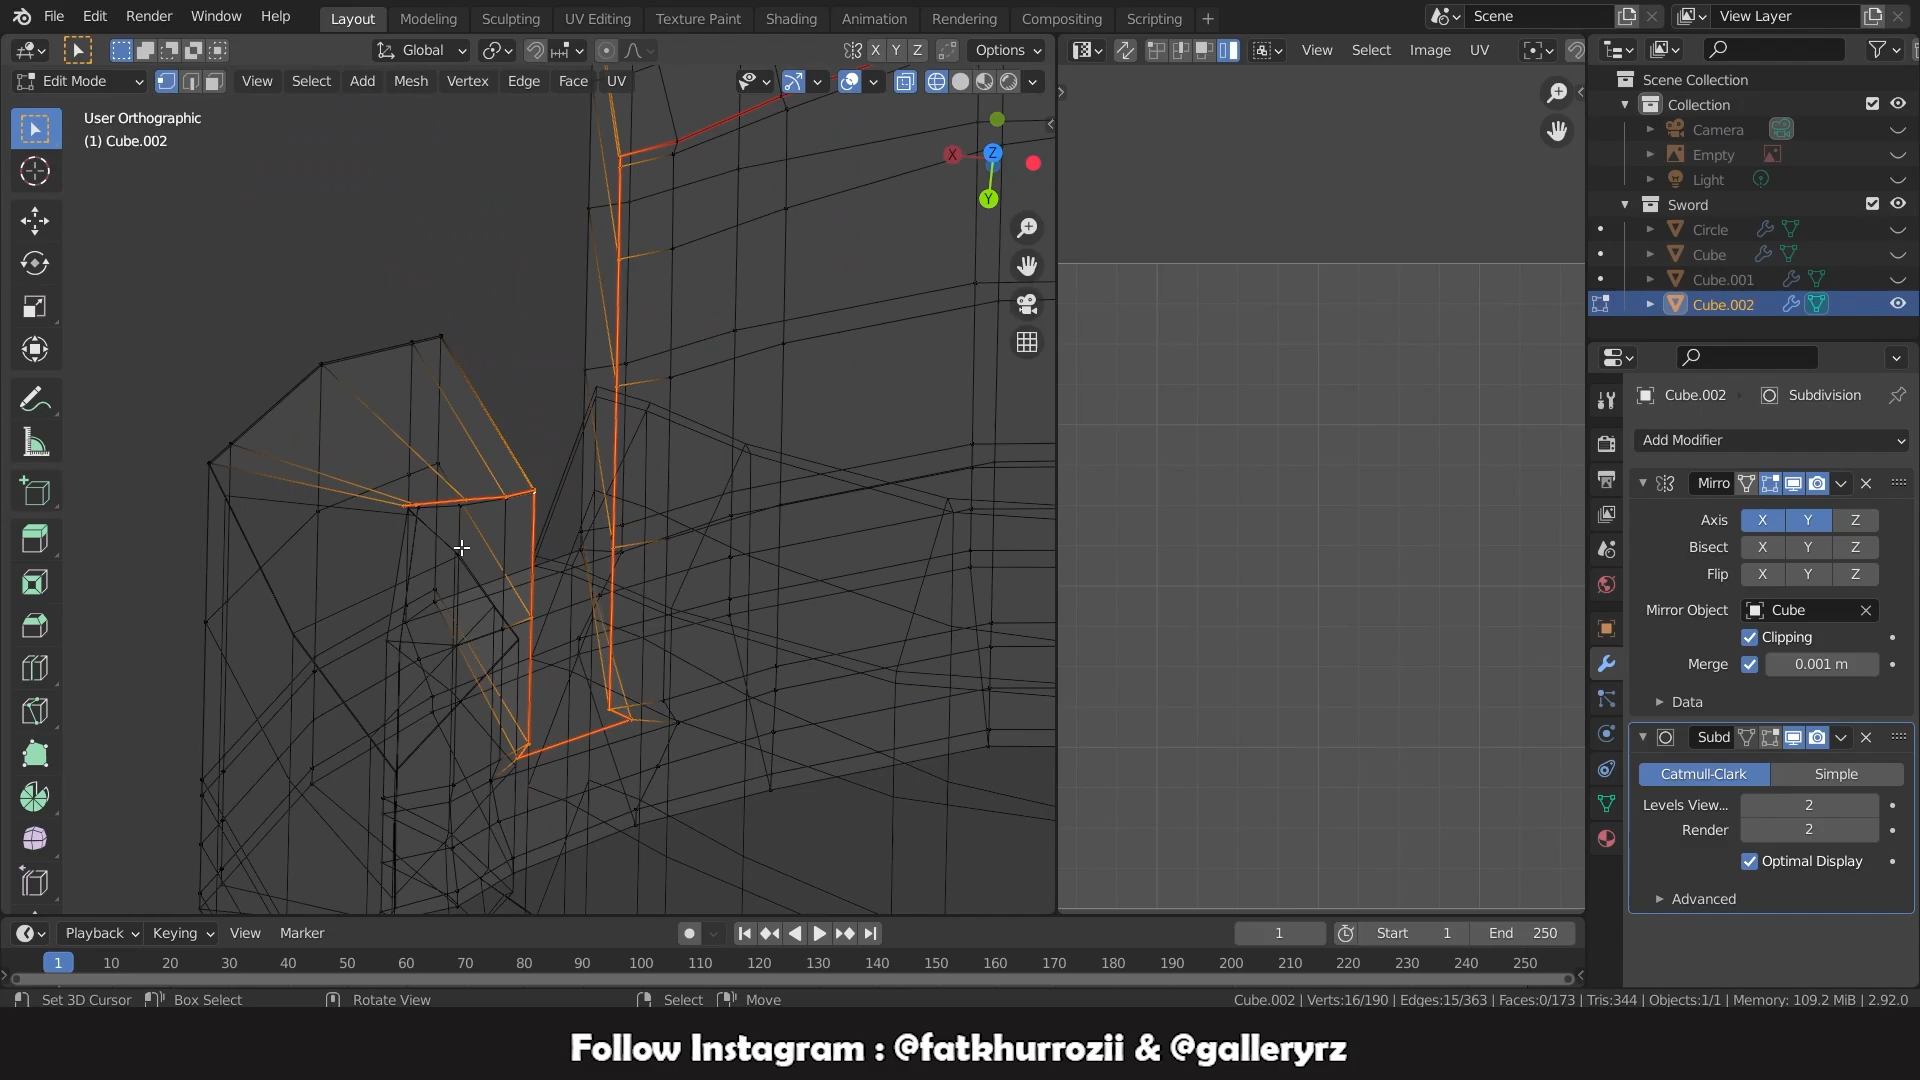 File Edit Render Window Help Layout Modeling Sculpting UV Editing Texture Paint Shading Animation Rendering Compositing Scripting + Scene View Layer
Global X Y Z Options View Select Image UV
Edit Mode View Select Add Mesh Vertex Edge Face UV
User Orthographic
(1) Cube.002
X Z Y
Scene Collection
Collection
Camera
Empty
Light
Sword
Circle
Cube
Cube.001
Cube.002
Cube.002 Subdivision
Add Modifier
Mirro
Axis X Y Z
Bisect X Y Z
Flip X Y Z
Mirror Object Cube
Clipping
Merge 0.001 m
Data
Subd
Catmull-Clark Simple
Levels View... 2
Render 2
Optimal Display
Advanced
Playback Keying View Marker 1 Start 1 End 250
1 10 20 30 40 50 60 70 80 90 100 110 120 130 140 150 160 170 180 190 200 210 220 230 240 250
Set 3D Cursor Box Select Rotate View Select Move Cube.002 | Verts:16/190 | Edges:15/363 | Faces:0/173 | Tris:344 | Objects:1/1 | Memory: 109.2 MiB | 2.92.0
Follow Instagram : @fatkhurrozii & @galleryrz